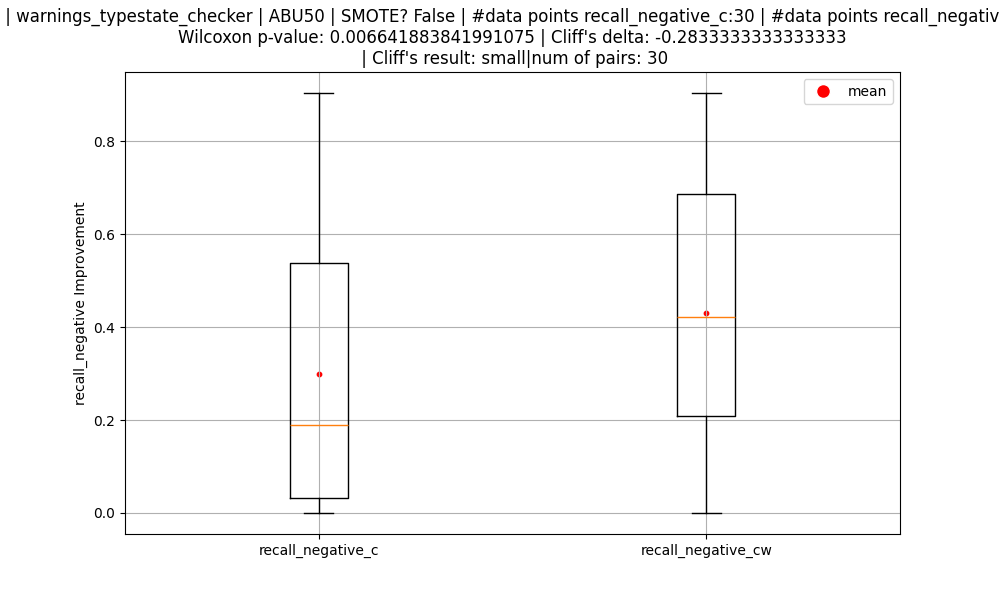 | warnings_typestate_checker | ABU50 | SMOTE? False | #data points recall_negative_c:30 | #data points recall_negativ
Wilcoxon p-value: 0.006641883841991075 | Cliff's delta: -0.2833333333333333
| Cliff's result: small|num of pairs: 30
mean
0.8
0.6
0.4
0.2
0.0
recall_negative Improvement
recall_negative_c
recall_negative_cw